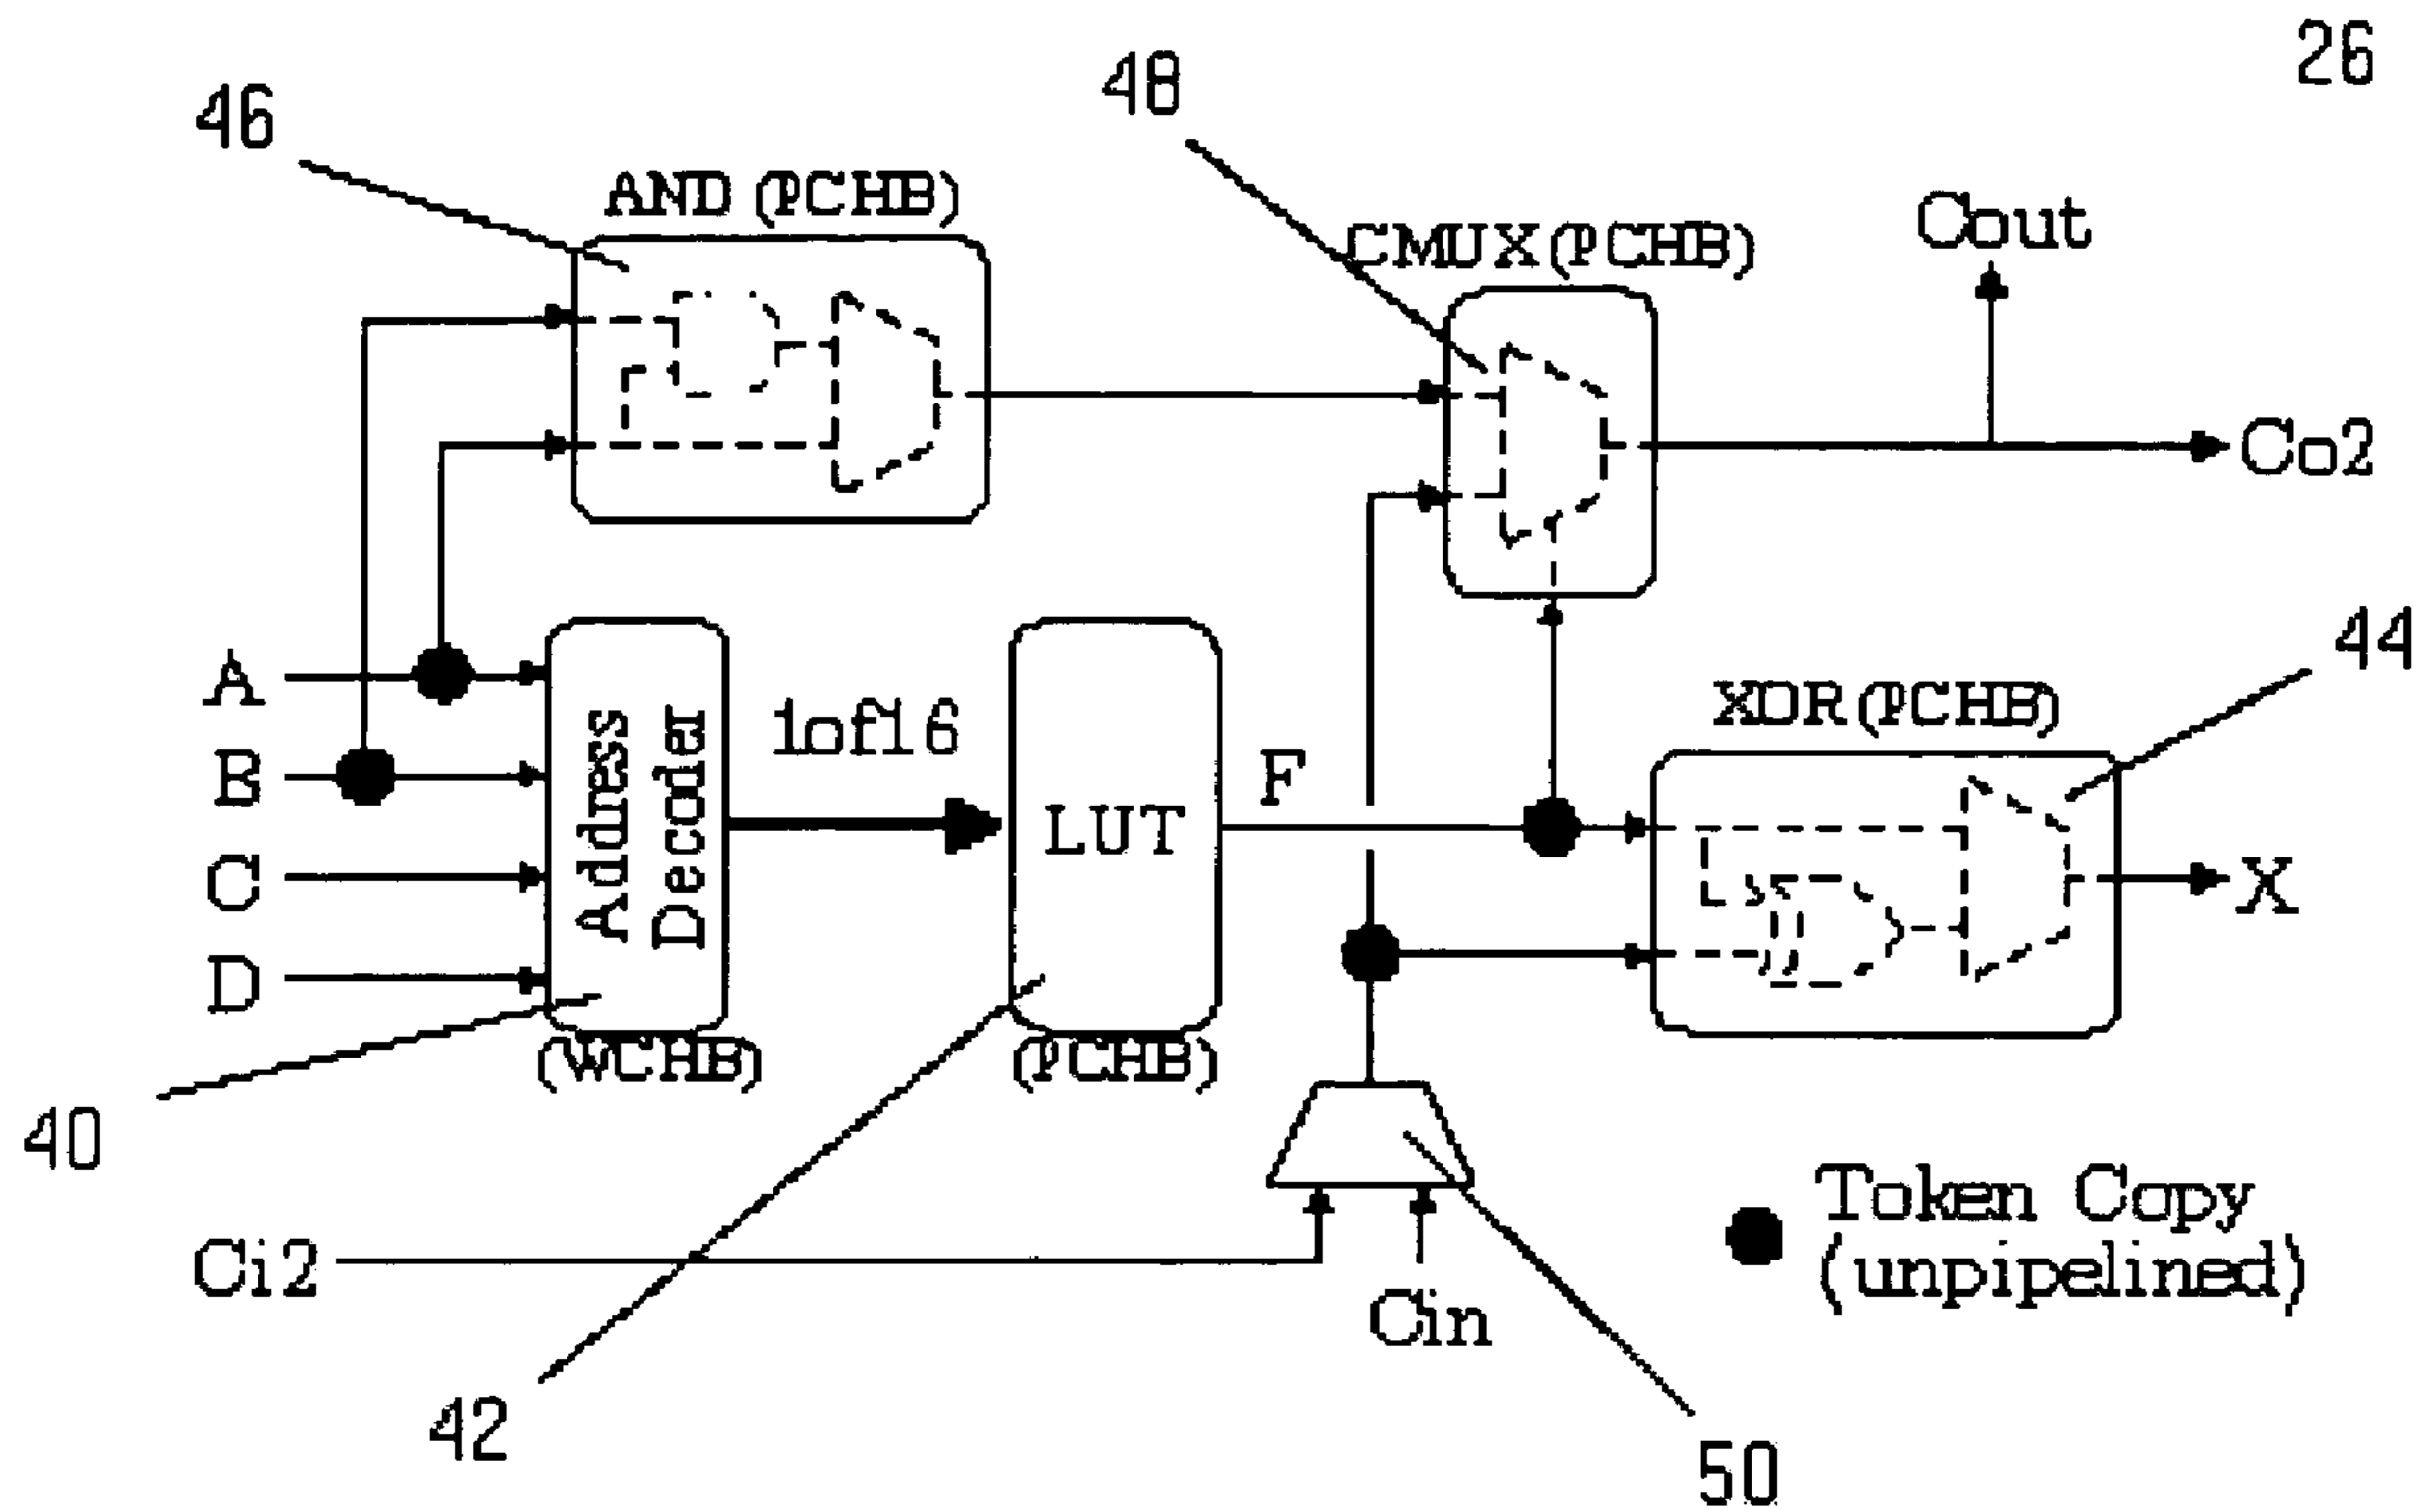 26
46
48
AND (PCHB)
CMUX (PCHB)
Cout
Co2
44
A
B
C
D
Address
Decoder
(WCHB)
1of16
LUT
(PCHB)
F
XOR (PCHB)
X
40
42
Ci2
Cin
50
Token Copy
(unpipelined)